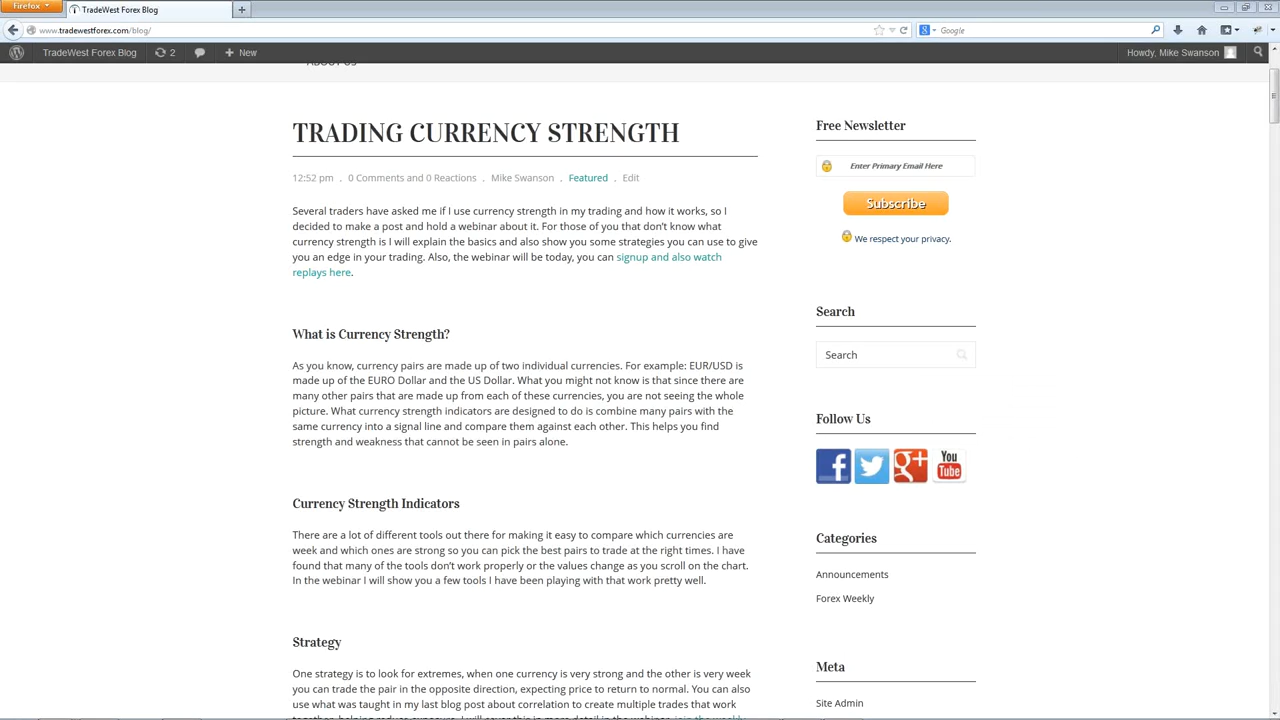 Firefox
TradeWest Forex Blog
www.tradewestforex.com/blog/
Google
TradeWest Forex Blog
2
New
Howdy, Mike Swanson
ABOUT US
TRADING CURRENCY STRENGTH
12:52 pm . 0 Comments and 0 Reactions . Mike Swanson . Featured . Edit
Several traders have asked me if I use currency strength in my trading and how it works, so I
decided to make a post and hold a webinar about it. For those of you that don't know what
currency strength is I will explain the basics and also show you some strategies you can use to give
you an edge in your trading. Also, the webinar will be today, you can signup and also watch
replays here.
What is Currency Strength?
As you know, currency pairs are made up of two individual currencies. For example: EUR/USD is
made up of the EURO Dollar and the US Dollar. What you might not know is that since there are
many other pairs that are made up from each of these currencies, you are not seeing the whole
picture. What currency strength indicators are designed to do is combine many pairs with the
same currency into a signal line and compare them against each other. This helps you find
strength and weakness that cannot be seen in pairs alone.
Currency Strength Indicators
There are a lot of different tools out there for making it easy to compare which currencies are
week and which ones are strong so you can pick the best pairs to trade at the right times. I have
found that many of the tools don't work properly or the values change as you scroll on the chart.
In the webinar I will show you a few tools I have been playing with that work pretty well.
Strategy
One strategy is to look for extremes, when one currency is very strong and the other is very week
you can trade the pair in the opposite direction, expecting price to return to normal. You can also
use what was taught in my last blog post about correlation to create multiple trades that work
together, helping reduce exposure. I will cover this is more detail in the webinar, join the weekly
Free Newsletter
Enter Primary Email Here
Subscribe
We respect your privacy.
Search
Search
Follow Us
f
g+
You
Tube
Categories
Announcements
Forex Weekly
Meta
Site Admin